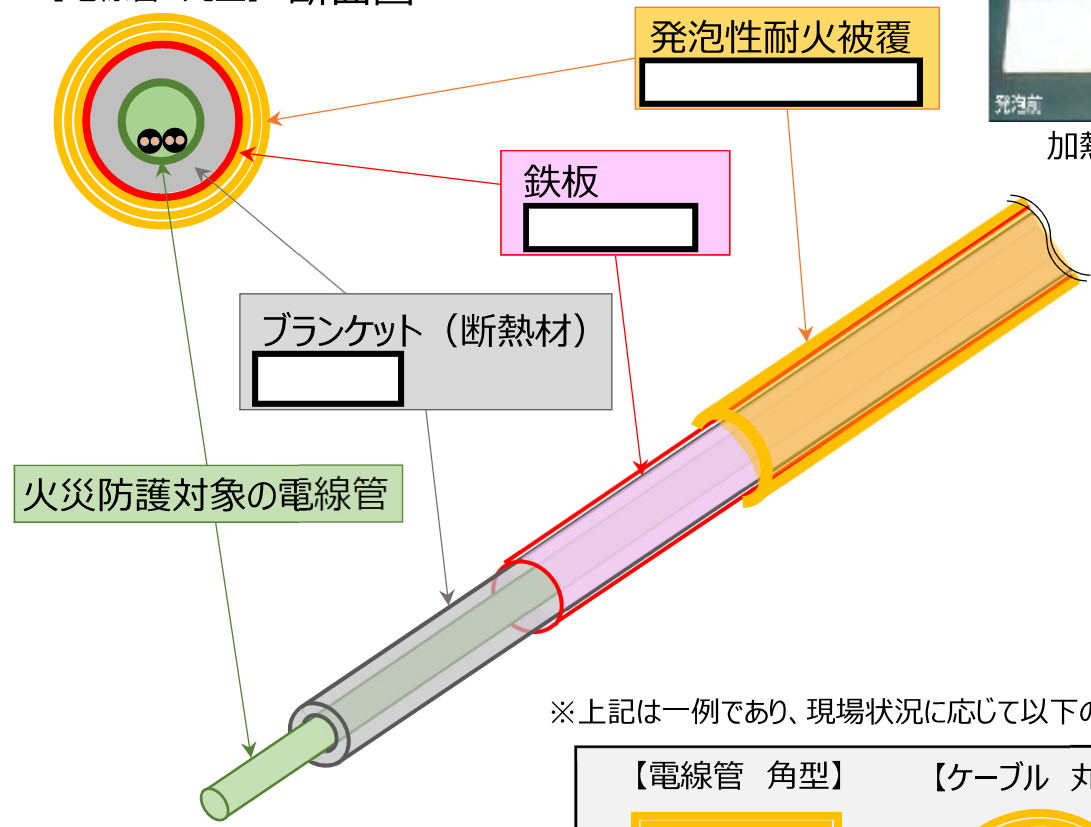 断面図
発泡性耐火被覆
発泡前
鉄板
ブランケット（断熱材）
火災防護対象の電線管
※上記は一例であり、現場状況に応じて以下の
【電線管 角型】
【ケーブル